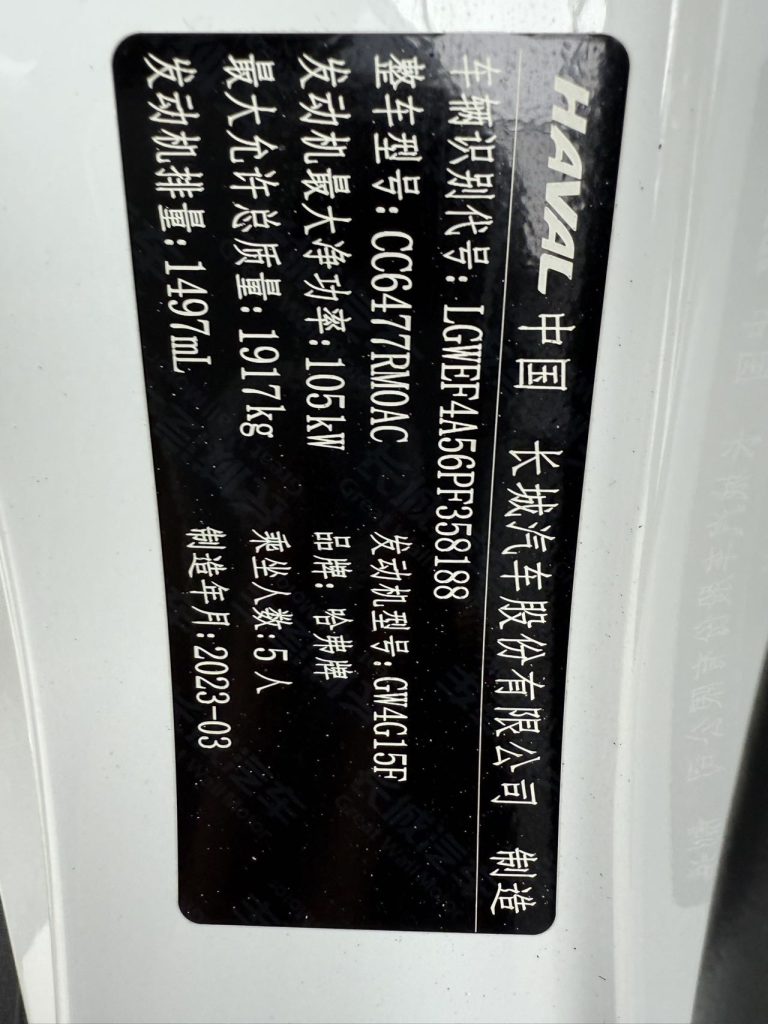 HAVAL 中国 长城汽车股份有限公司 制造
车辆识别代号：LGWEF4A56PF358188
整车型号：CC6477RM0AC 发动机型号：GW4G15F
发动机最大净功率：105kW 品牌：哈弗牌
最大允许总质量：1917kg 乘坐人数：5人
发动机排量：1497mL 制造年月：2023-03